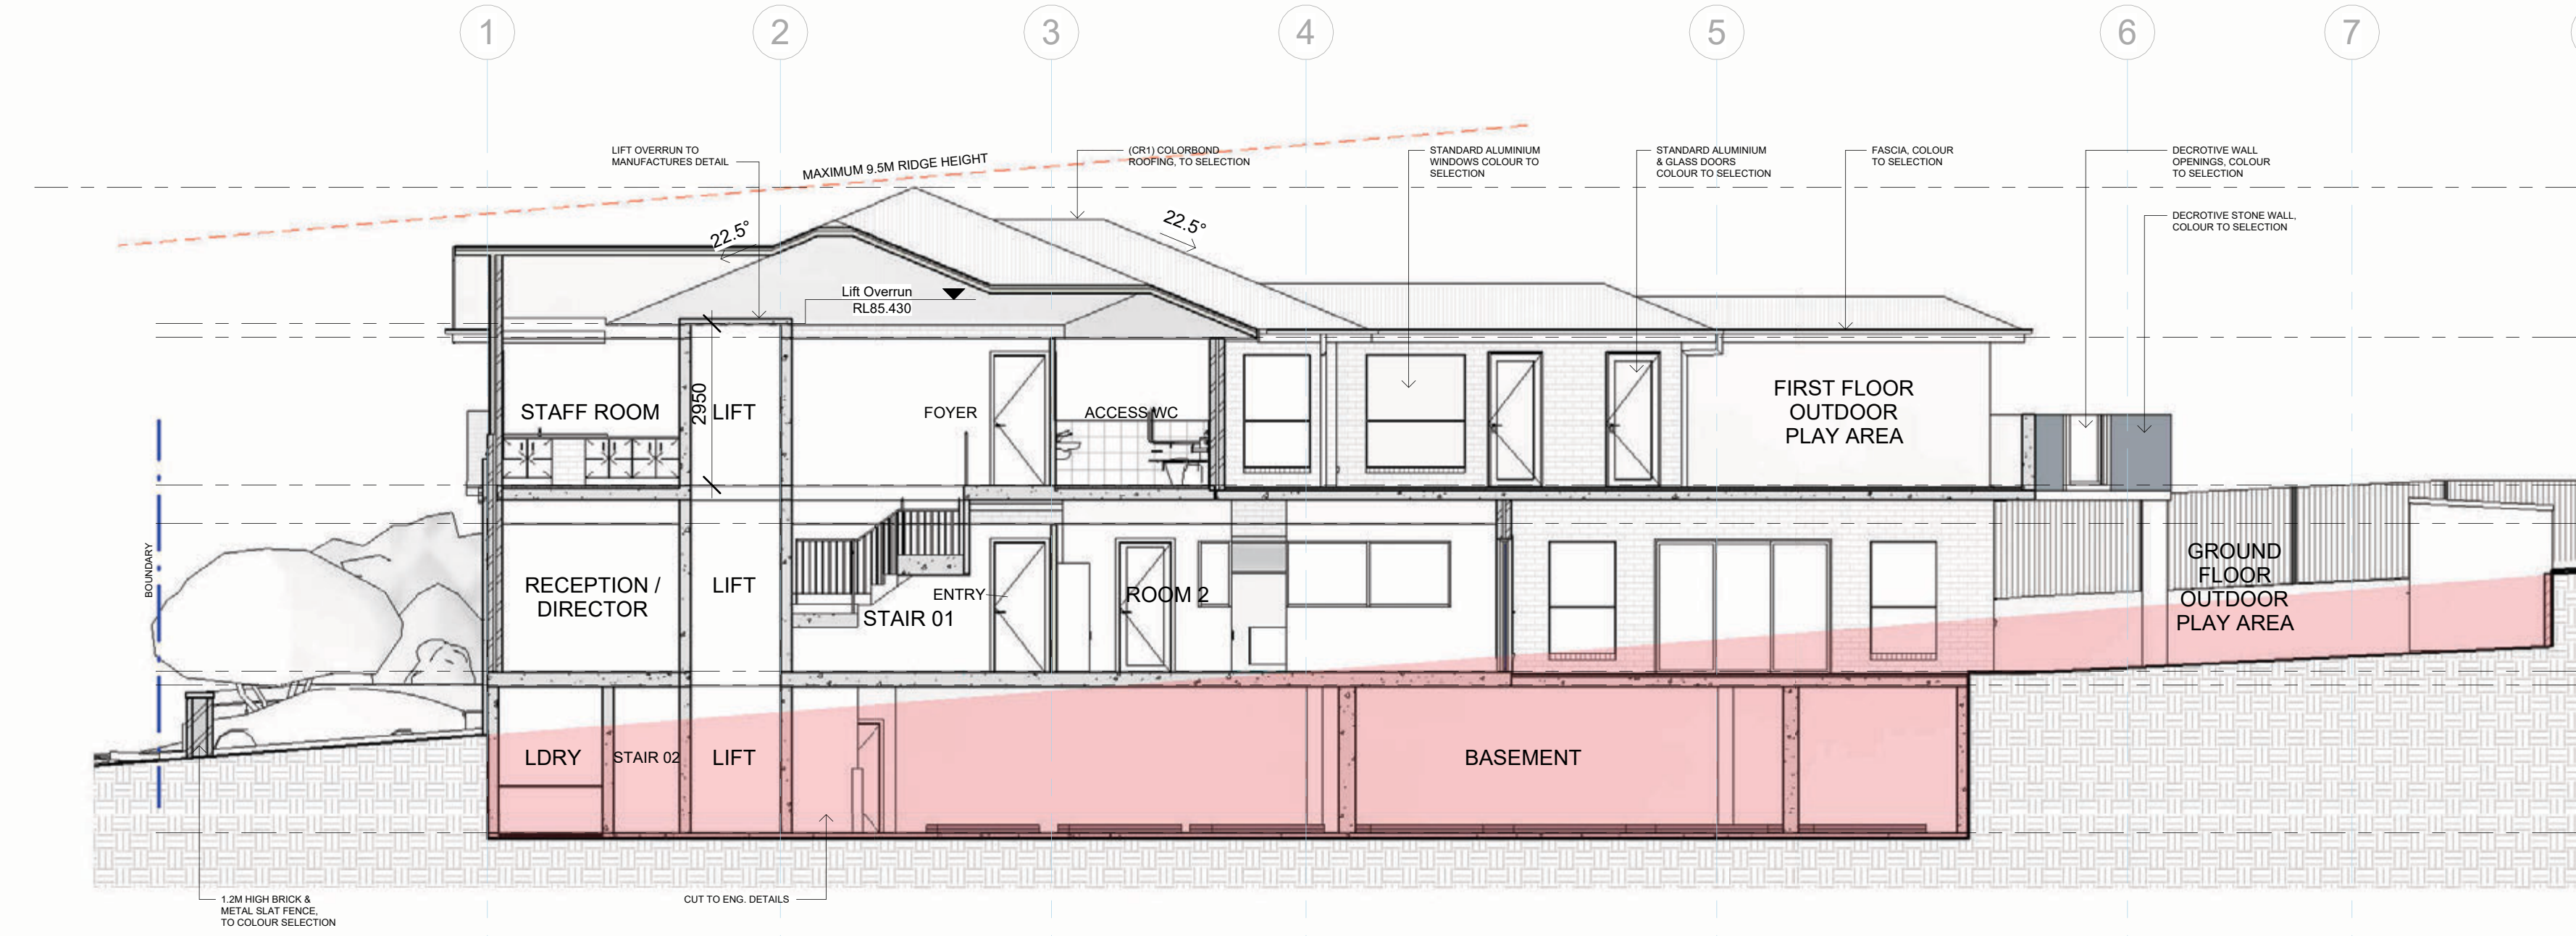 1
2
3
4
5
6
7
LIFT OVERRUN TO
MANUFACTURES DETAIL
MAXIMUM 9.5M RIDGE HEIGHT
(CR1) COLORBOND
ROOFING, TO SELECTION
STANDARD ALUMINIUM
WINDOWS COLOUR TO
SELECTION
STANDARD ALUMINIUM
& GLASS DOORS
COLOUR TO SELECTION
FASCIA, COLOUR
TO SELECTION
DECROTIVE WALL
OPENINGS, COLOUR
TO SELECTION
DECROTIVE STONE WALL,
COLOUR TO SELECTION
22.5°
22.5°
Lift Overrun
RL85.430
2950
STAFF ROOM
LIFT
FOYER
ACCESS WC
FIRST FLOOR
OUTDOOR
PLAY AREA
BOUNDARY
RECEPTION /
DIRECTOR
LIFT
STAIR 01
ENTRY
ROOM 2
GROUND
FLOOR
OUTDOOR
PLAY AREA
LDRY
STAIR 02
LIFT
BASEMENT
1.2M HIGH BRICK &
METAL SLAT FENCE,
TO COLOUR SELECTION
CUT TO ENG. DETAILS